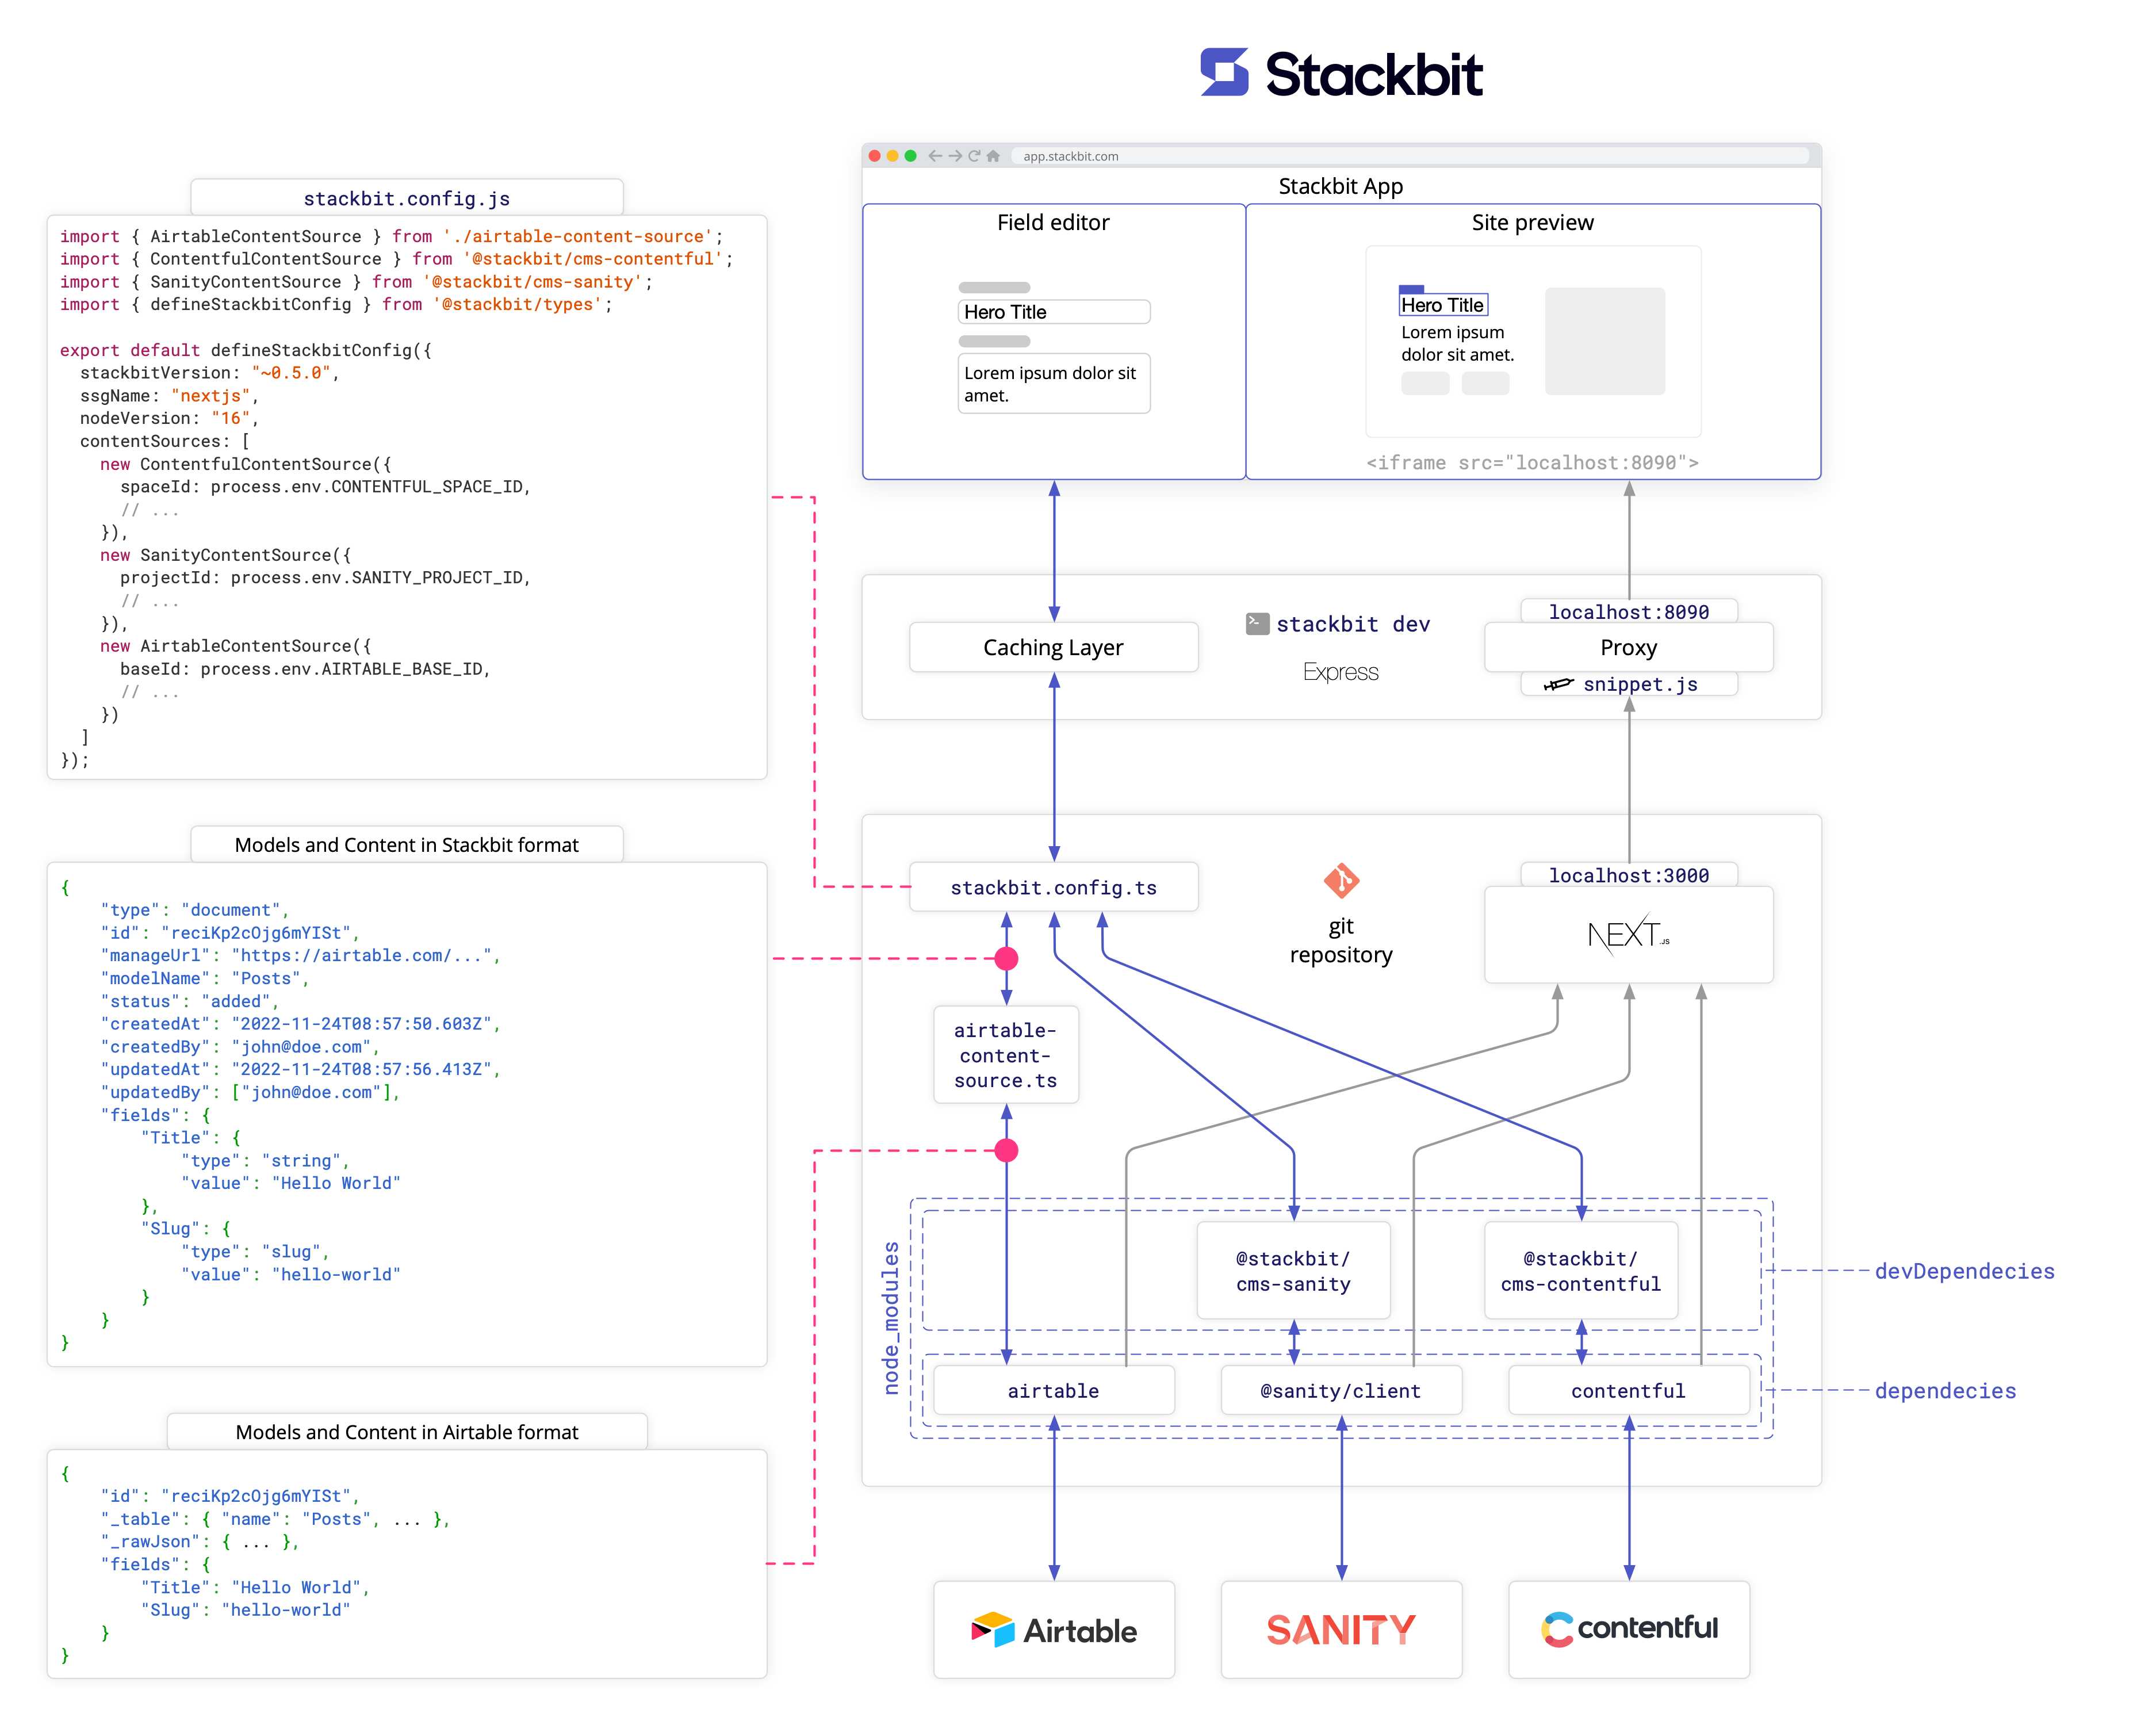 Stackbit
stackbit.config.js
import { AirtableContentSource } from './airtable-content-source';
import { ContentfulContentSource } from '@stackbit/cms-contentful';
import { SanityContentSource } from '@stackbit/cms-sanity';
import { defineStackbitConfig } from '@stackbit/types';
export default defineStackbitConfig({
stackbitVersion: "~0.5.0",
ssgName: "nextjs",
nodeVersion: "16",
contentSources: [
new ContentfulContentSource({
spaceId: process.env.CONTENTFUL_SPACE_ID,
// ...
}),
new SanityContentSource({
projectId: process.env.SANITY_PROJECT_ID,
// ...
}),
new AirtableContentSource({
baseId: process.env.AIRTABLE_BASE_ID,
// ...
})
]
});
Models and Content in Stackbit format
{
"type": "document",
"id": "reciKp2cOjg6mYISt",
"manageUrl": "https://airtable.com/...",
"modelName": "Posts",
"status": "added",
"createdAt": "2022-11-24T08:57:50.603Z",
"createdBy": "john@doe.com",
"updatedAt": "2022-11-24T08:57:56.413Z",
"updatedBy": ["john@doe.com"],
"fields": {
"Title": {
"type": "string",
"value": "Hello World"
},
"Slug": {
"type": "slug",
"value": "hello-world"
}
}
}
Models and Content in Airtable format
{
"id": "reciKp2cOjg6mYISt",
"_table": { "name": "Posts", ... },
"_rawJson": { ... },
"fields": {
"Title": "Hello World",
"Slug": "hello-world"
}
}
app.stackbit.com
Stackbit App
Field editor
Hero Title
Lorem ipsum dolor sit
amet.
Site preview
Hero Title
Lorem ipsum
dolor sit amet.
<iframe src="localhost:8090">
Caching Layer
stackbit dev
Express
localhost:8090
Proxy
snippet.js
stackbit.config.ts
git
repository
localhost:3000
NEXT.JS
airtable-
content-
source.ts
node_modules
@stackbit/
cms-sanity
@stackbit/
cms-contentful
devDependecies
airtable
@sanity/client
contentful
dependecies
Airtable
SANITY
contentful